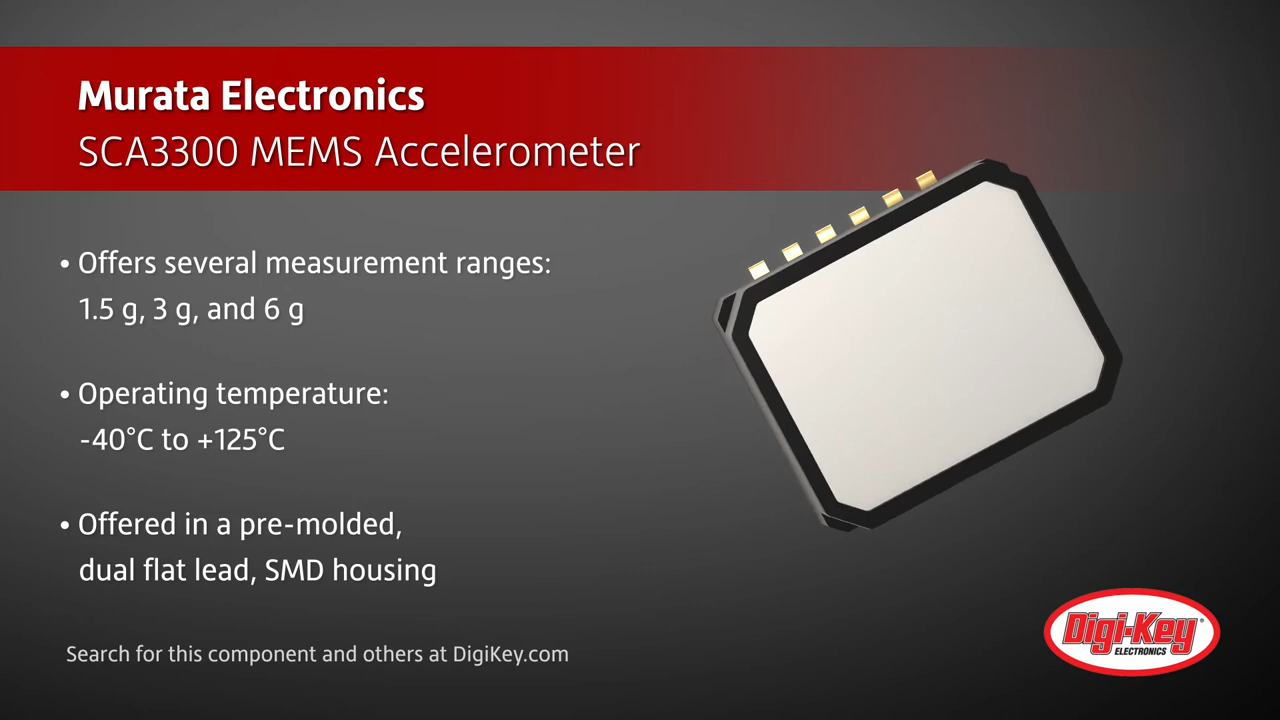 Murata Electronics
SCA3300 MEMS Accelerometer
• Offers several measurement ranges:
1.5 g, 3 g, and 6 g
• Operating temperature:
-40°C to +125°C
• Offered in a pre-molded,
dual flat lead, SMD housing
Search for this component and others at DigiKey.com
Digi-Key®
ELECTRONICS